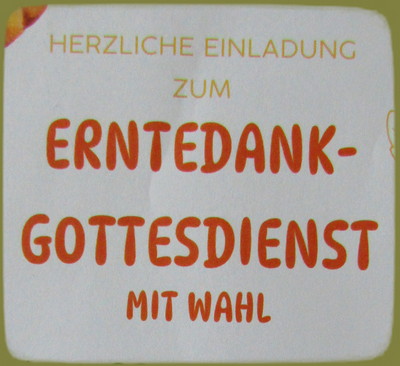 HERZLICHE EINLADUNG
ZUM
ERNTEDANK-
GOTTESDIENST
MIT WAHL